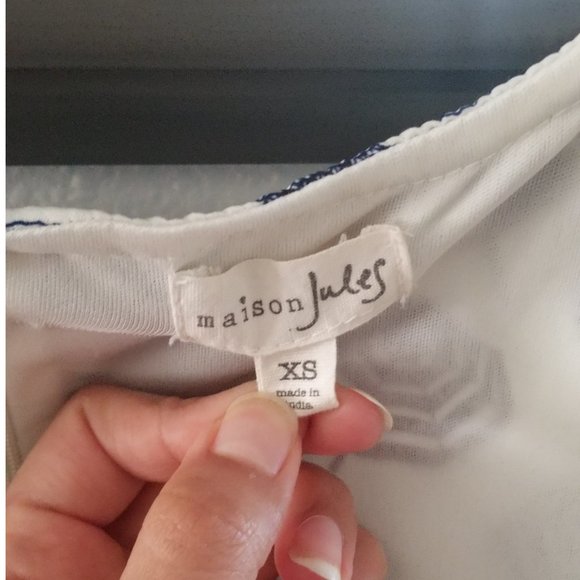 maison Jules
XS
made in
india